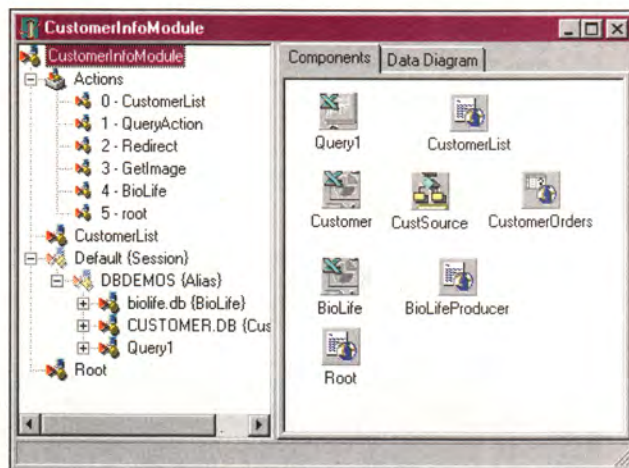 CustomerInfoModule
CustomerInfoModule
Actions
0 - CustomerList
1 - QueryAction
2 - Redirect
3 - GetImage
4 - BioLife
5 - root
CustomerList
Default {Session}
DBDEMOS {Alias}
biolife.db {BioLife}
CUSTOMER.DB {Cus
Query1
Root
Components Data Diagram
Query1 CustomerList
Customer CustSource CustomerOrders
BioLife BioLifeProducer
Root